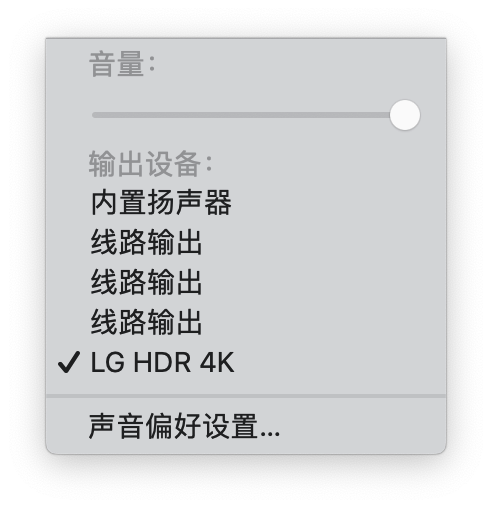 音量：
输出设备：
内置扬声器
线路输出
线路输出
线路输出
✓ LG HDR 4K
声音偏好设置...